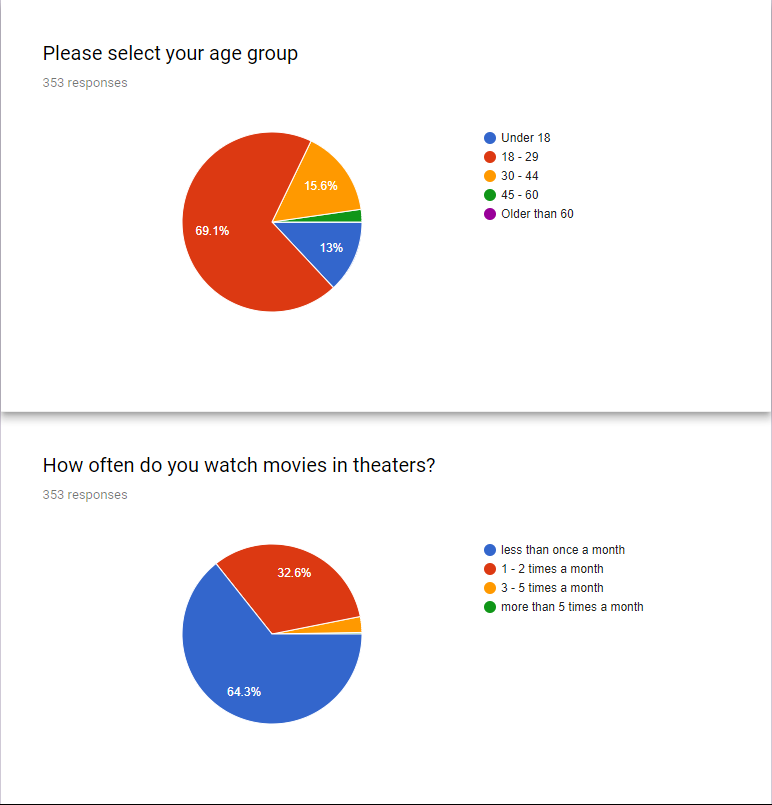 Please select your age group
353 responses
Under 18
18 - 29
30 - 44
45 - 60
Older than 60
15.6%
69.1%
13%
How often do you watch movies in theaters?
353 responses
less than once a month
1 - 2 times a month
3 - 5 times a month
more than 5 times a month
32.6%
64.3%